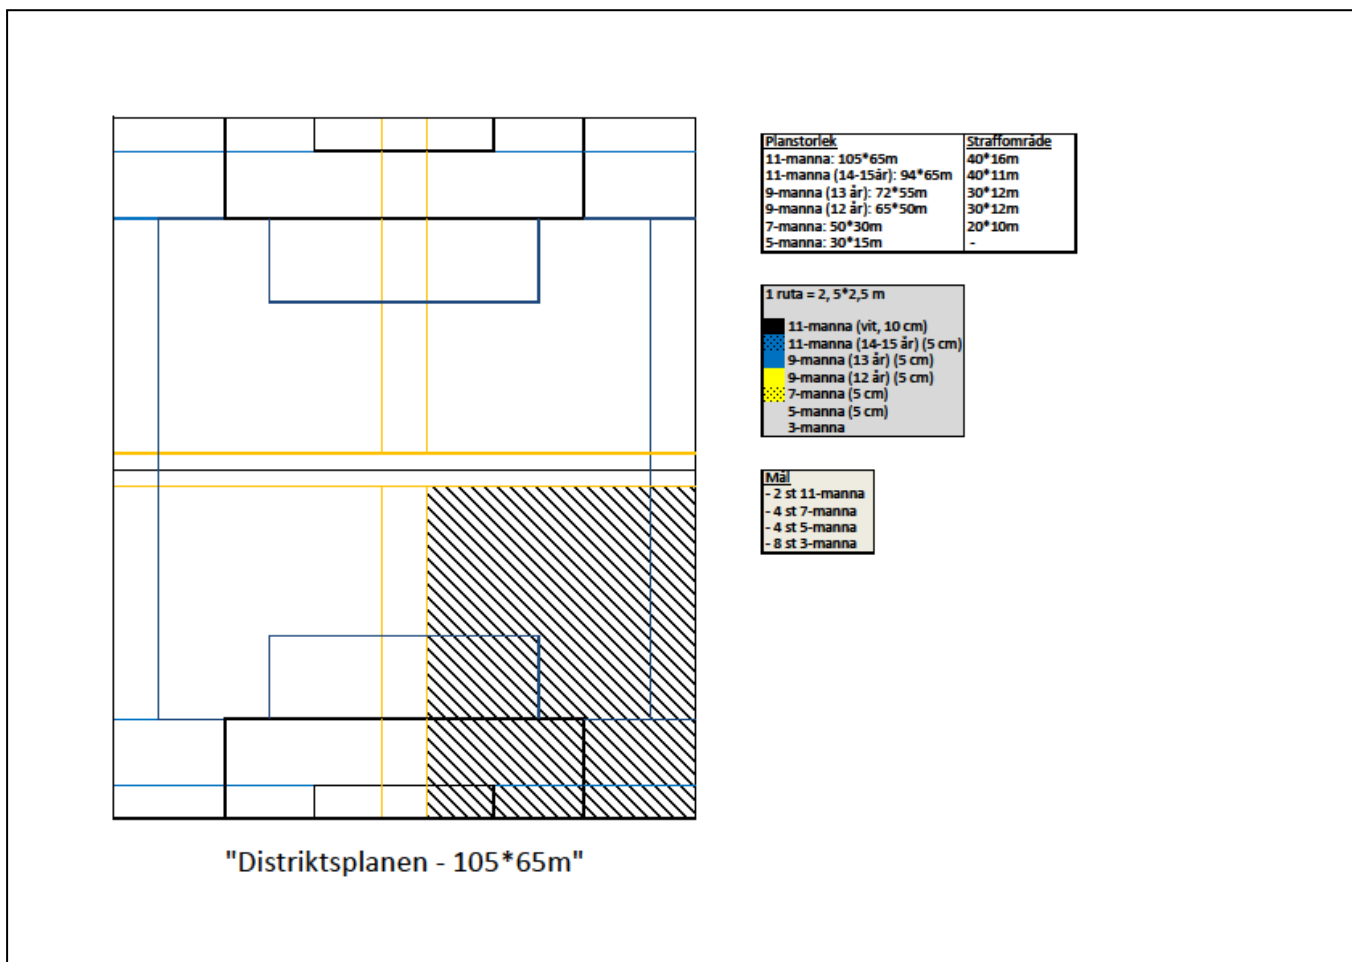 Planstorlek Straffområde
11-manna: 105*65m 40*16m
11-manna (14-15år): 94*65m 40*11m
9-manna (13 år): 72*55m 30*12m
9-manna (12 år): 65*50m 30*12m
7-manna: 50*30m 20*10m
5-manna: 30*15m -
1 ruta = 2, 5*2,5 m
11-manna (vit, 10 cm)
11-manna (14-15 år) (5 cm)
9-manna (13 år) (5 cm)
9-manna (12 år) (5 cm)
7-manna (5 cm)
5-manna (5 cm)
3-manna
Mål
- 2 st 11-manna
- 4 st 7-manna
- 4 st 5-manna
- 8 st 3-manna
"Distriktsplanen - 105*65m"